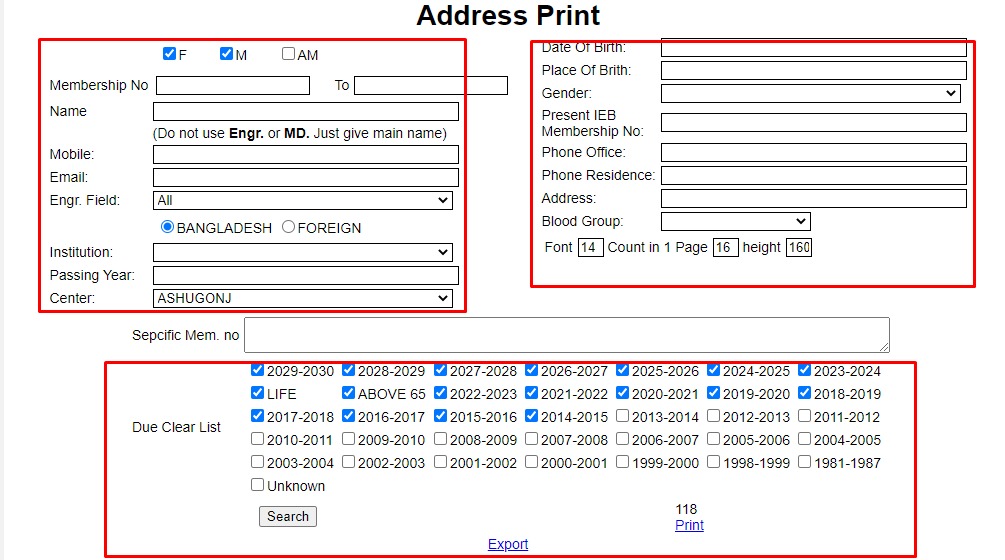 Address Print
F M AM
Membership No To
Name
(Do not use Engr. or MD. Just give main name)
Mobile:
Email:
Engr. Field: All
BANGLADESH FOREIGN
Institution:
Passing Year:
Center: ASHUGONJ
Date Of Birth:
Place Of Birth:
Gender:
Present IEB
Membership No:
Phone Office:
Phone Residence:
Address:
Blood Group:
Font 14 Count in 1 Page 16 height 160
Sepcific Mem. no
Due Clear List
2029-2030 2028-2029 2027-2028 2026-2027 2025-2026 2024-2025 2023-2024
LIFE ABOVE 65 2022-2023 2021-2022 2020-2021 2019-2020 2018-2019
2017-2018 2016-2017 2015-2016 2014-2015 2013-2014 2012-2013 2011-2012
2010-2011 2009-2010 2008-2009 2007-2008 2006-2007 2005-2006 2004-2005
2003-2004 2002-2003 2001-2002 2000-2001 1999-2000 1998-1999 1981-1987
Unknown
Search
118
Print
Export